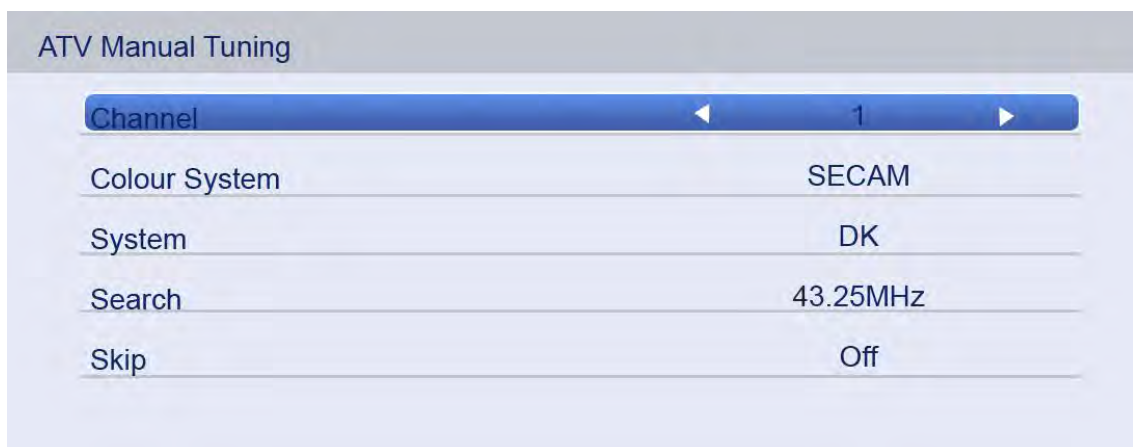 ATV Manual Tuning
Channel 1
Colour System SECAM
System DK
Search 43.25MHz
Skip Off